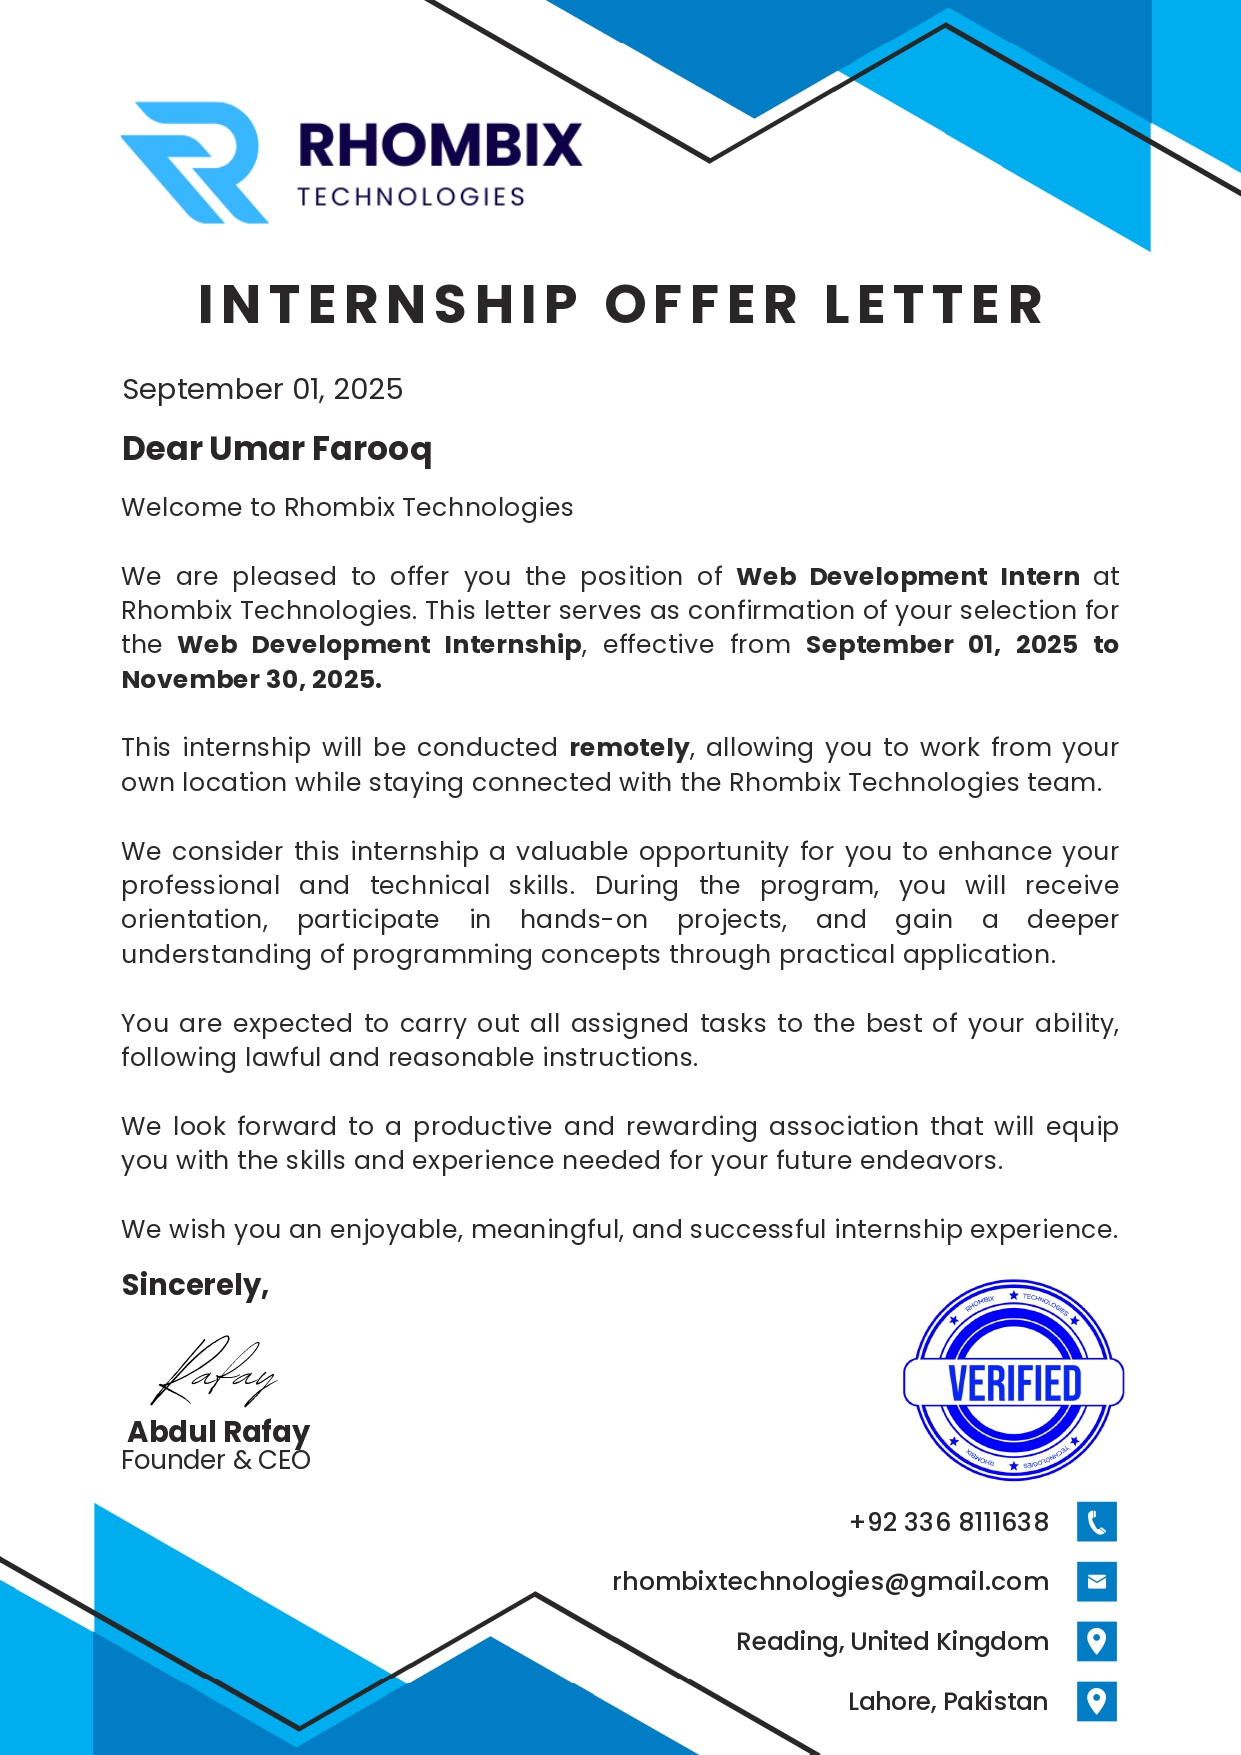 RHOMBIX
TECHNOLOGIES
INTERNSHIP OFFER LETTER
September 01, 2025
Dear Umar Farooq
Welcome to Rhombix Technologies
We are pleased to offer you the position of Web Development Intern at
Rhombix Technologies. This letter serves as confirmation of your selection for
the Web Development Internship, effective from September 01, 2025 to
November 30, 2025.
This internship will be conducted remotely, allowing you to work from your
own location while staying connected with the Rhombix Technologies team.
We consider this internship a valuable opportunity for you to enhance your
professional and technical skills. During the program, you will receive
orientation, participate in hands-on projects, and gain a deeper
understanding of programming concepts through practical application.
You are expected to carry out all assigned tasks to the best of your ability,
following lawful and reasonable instructions.
We look forward to a productive and rewarding association that will equip
you with the skills and experience needed for your future endeavors.
We wish you an enjoyable, meaningful, and successful internship experience.
Sincerely,
Rafay
Abdul Rafay
Founder & CEO
RHOMBIX TECHNOLOGIES
VERIFIED
RHOMBIX TECHNOLOGIES
+92 336 8111638
rhombixtechnologies@gmail.com
Reading, United Kingdom
Lahore, Pakistan